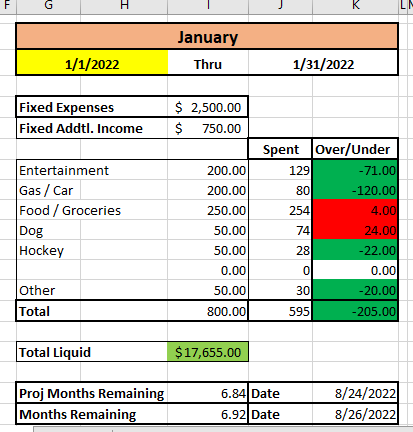 F G H I J K L M
January
1/1/2022 Thru 1/31/2022
Fixed Expenses $ 2,500.00
Fixed Addtl. Income $ 750.00
Spent Over/Under
Entertainment 200.00 129 -71.00
Gas / Car 200.00 80 -120.00
Food / Groceries 250.00 254 4.00
Dog 50.00 74 24.00
Hockey 50.00 28 -22.00
0.00 0 0.00
Other 50.00 30 -20.00
Total 800.00 595 -205.00
Total Liquid $17,655.00
Proj Months Remaining 6.84 Date 8/24/2022
Months Remaining 6.92 Date 8/26/2022